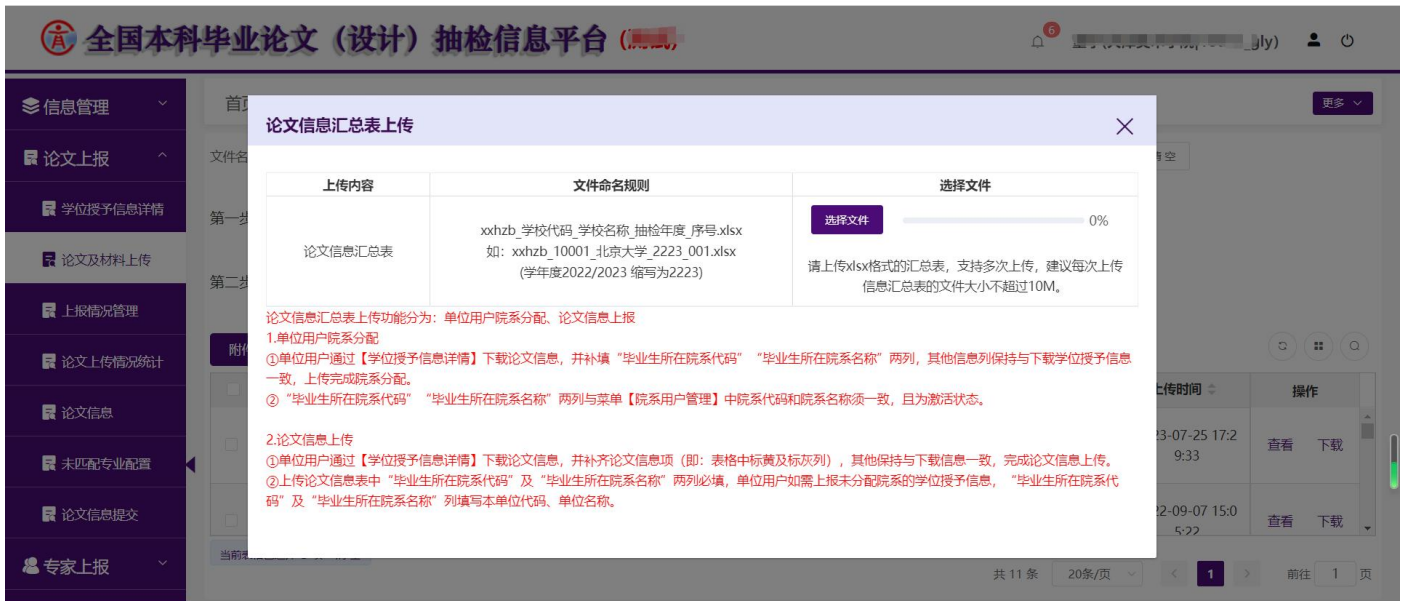 全国本科毕业论文（设计）抽检信息平台
6
gly)
信息管理
论文上报
学位授予信息详情
论文及材料上传
上报情况管理
论文上传情况统计
论文信息
未匹配专业配置
论文信息提交
专家上报
首页
更多
文件名
空
第一步
第二步
论文信息汇总表上传
上传内容 文件命名规则 选择文件
论文信息汇总表
xxhzb_学校代码_学校名称_抽检年度_序号.xlsx
如：xxhzb_10001_北京大学_2223_001.xlsx
(学年度2022/2023 缩写为2223)
选择文件 0%
请上传xlsx格式的汇总表，支持多次上传，建议每次上传
信息汇总表的文件大小不超过10M。
论文信息汇总表上传功能分为：单位用户院系分配、论文信息上报
1.单位用户院系分配
①单位用户通过【学位授予信息详情】下载论文信息，并补填“毕业生所在院系代码” “毕业生所在院系名称”两列，其他信息列保持与下载学位授予信息
一致，上传完成院系分配。
②“毕业生所在院系代码” “毕业生所在院系名称”两列与菜单【院系用户管理】中院系代码和院系名称须一致，且为激活状态。
2.论文信息上传
①单位用户通过【学位授予信息详情】下载论文信息，并补齐论文信息项（即：表格中标黄及标灰列），其他保持与下载信息一致，完成论文信息上传。
②上传论文信息表中“毕业生所在院系代码”及“毕业生所在院系名称”两列必填，单位用户如需上报未分配院系的学位授予信息，“毕业生所在院系代
码”及“毕业生所在院系名称”列填写本单位代码、单位名称。
附件
上传时间 操作
23-07-25 17:2
9:33
查看 下载
22-09-07 15:0
5:22
查看 下载
当前表
共 11 条 20条/页 1 前往 1 页